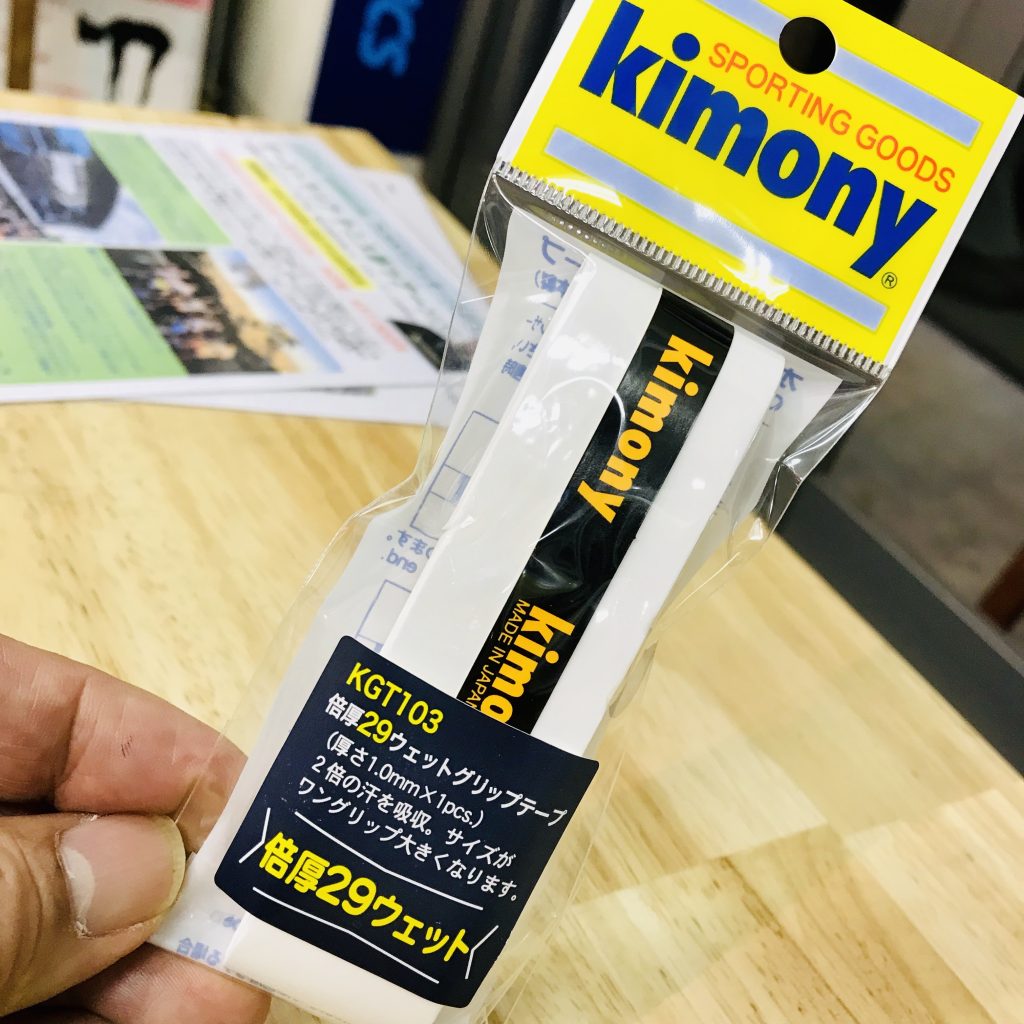 SPORTING GOODS
kimony®
kimony
kimo
MADE IN JAPAN
KGT103
倍厚29ウェットグリップテープ
(厚さ1.0mm×1pcs.)
2倍の汗を吸収。サイズが
ワングリップ大きくなります。
倍厚29ウェット